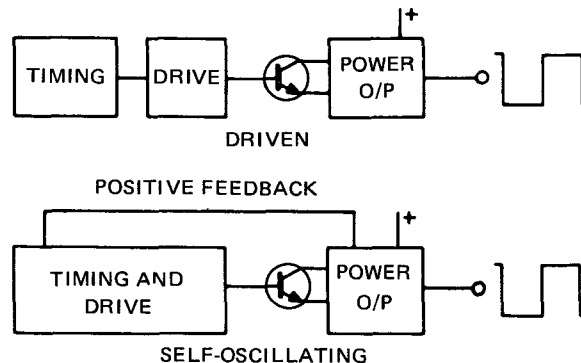 TIMING
DRIVE
+
POWER
O/P
DRIVEN
POSITIVE FEEDBACK
+
TIMING AND
DRIVE
POWER
O/P
SELF-OSCILLATING